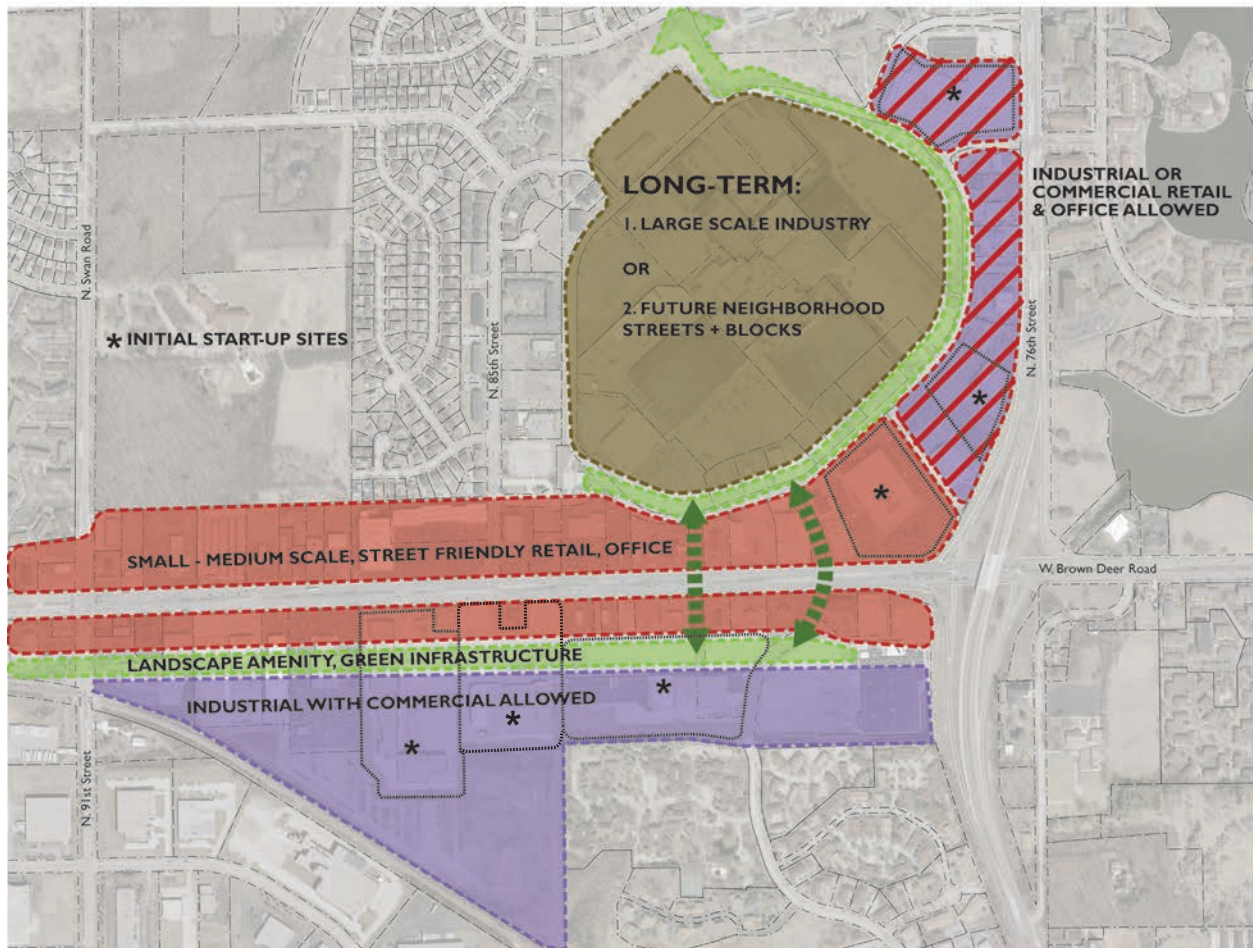 LONG-TERM:
1. LARGE SCALE INDUSTRY
OR
2. FUTURE NEIGHBORHOOD
STREETS + BLOCKS
*
INDUSTRIAL OR
COMMERCIAL RETAIL
& OFFICE ALLOWED
N. Swan Road
* INITIAL START-UP SITES
N. 85th Street
N. 76th Street
*
*
SMALL - MEDIUM SCALE, STREET FRIENDLY RETAIL, OFFICE
W. Brown Deer Road
LANDSCAPE AMENITY, GREEN INFRASTRUCTURE
INDUSTRIAL WITH COMMERCIAL ALLOWED
*
*
*
N. 91st Street